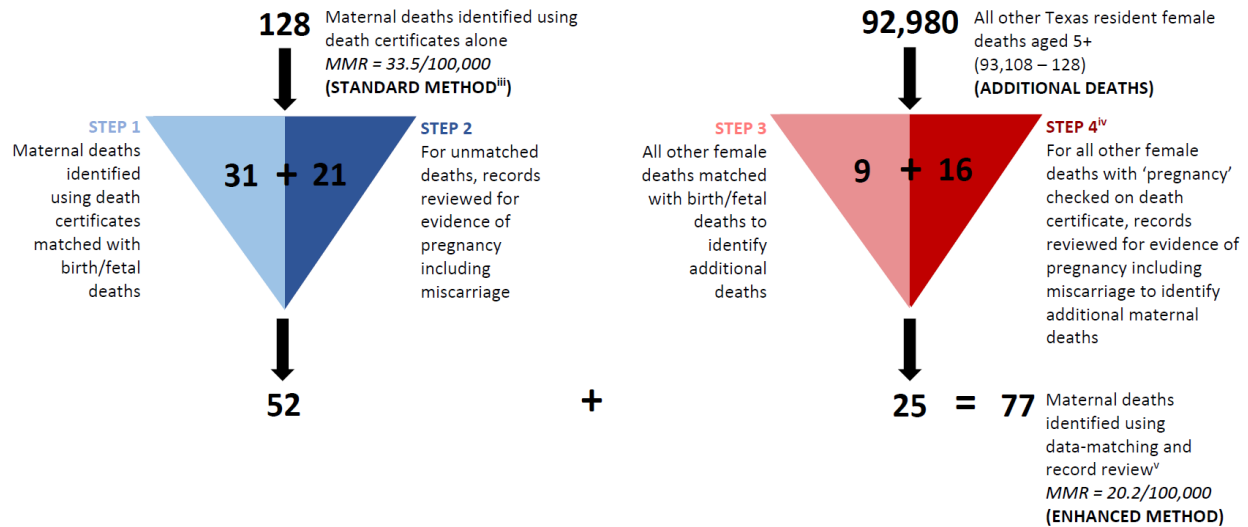 128
Maternal deaths identified using
death certificates alone
MMR = 33.5/100,000
(STANDARD METHODⁱⁱⁱ)
92,980
All other Texas resident female
deaths aged 5+
(93,108 – 128)
(ADDITIONAL DEATHS)
STEP 1
Maternal deaths
identified
using death
certificates
matched with
birth/fetal
deaths
31 + 21
STEP 2
For unmatched
deaths, records
reviewed for
evidence of
pregnancy
including
miscarriage
STEP 3
All other female
deaths matched
with birth/fetal
deaths to
identify
additional
deaths
9 + 16
STEP 4ⁱᵛ
For all other female
deaths with ‘pregnancy’
checked on death
certificate, records
reviewed for evidence of
pregnancy including
miscarriage to identify
additional maternal
deaths
52 + 25 = 77
Maternal deaths
identified using
data-matching and
record reviewᵛ
MMR = 20.2/100,000
(ENHANCED METHOD)